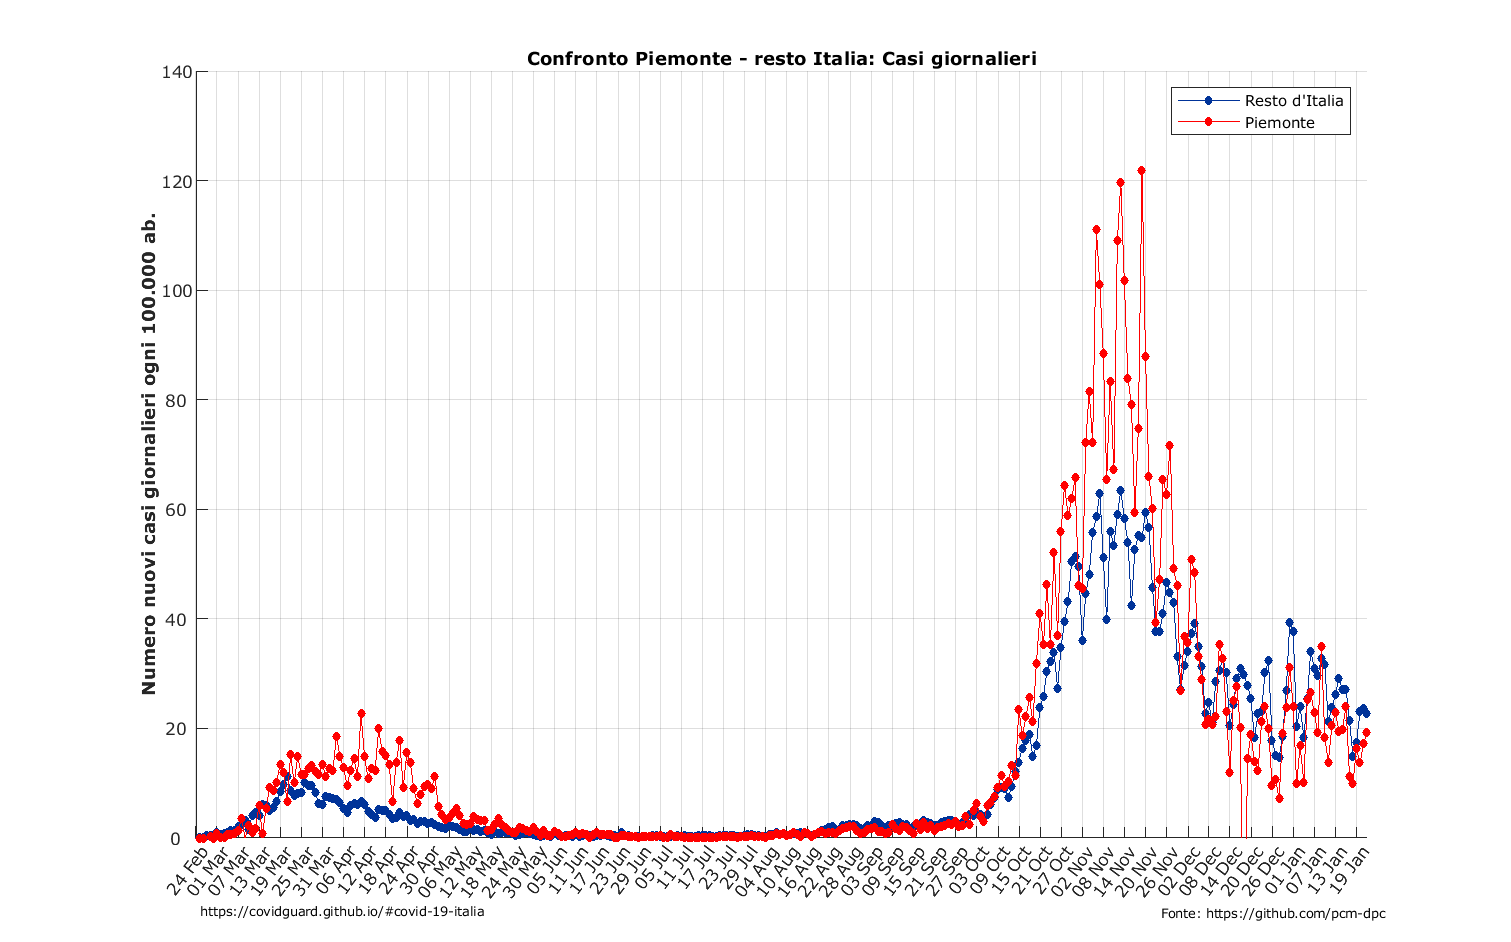 Confronto Piemonte - resto Italia: Casi giornalieri
Numero nuovi casi giornalieri ogni 100.000 ab.
140
120
100
80
60
40
20
0
Resto d'Italia
Piemonte
24 Feb
01 Mar
07 Mar
13 Mar
19 Mar
25 Mar
31 Mar
06 Apr
12 Apr
18 Apr
24 Apr
30 Apr
06 May
12 May
18 May
24 May
30 May
05 Jun
11 Jun
17 Jun
23 Jun
29 Jun
05 Jul
11 Jul
17 Jul
23 Jul
29 Jul
04 Aug
10 Aug
16 Aug
22 Aug
28 Aug
03 Sep
09 Sep
15 Sep
21 Sep
27 Sep
03 Oct
09 Oct
15 Oct
21 Oct
27 Oct
02 Nov
08 Nov
14 Nov
20 Nov
26 Nov
02 Dec
08 Dec
14 Dec
20 Dec
26 Dec
01 Jan
07 Jan
13 Jan
19 Jan
https://covidguard.github.io/#covid-19-italia
Fonte: https://github.com/pcm-dpc